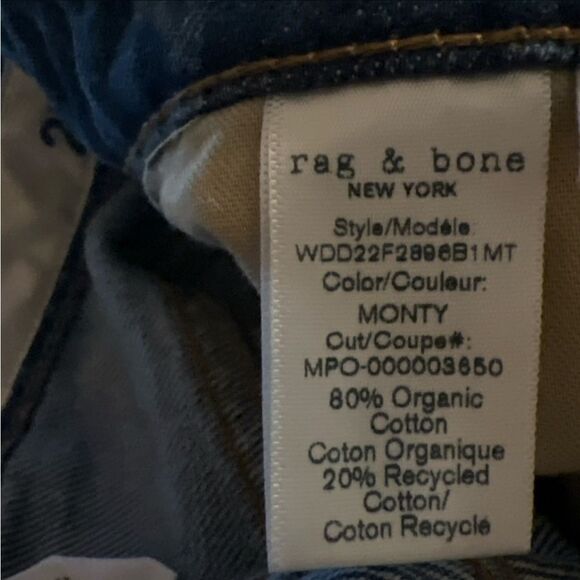 rag & bone
NEW YORK
Style/Modèle
WDD22F2896B1MT
Color/Couleur:
MONTY
Cut/Coupe#:
MPO-000003650
80% Organic
Cotton
Coton Organique
20% Recycled
Cotton/
Coton Recyclé